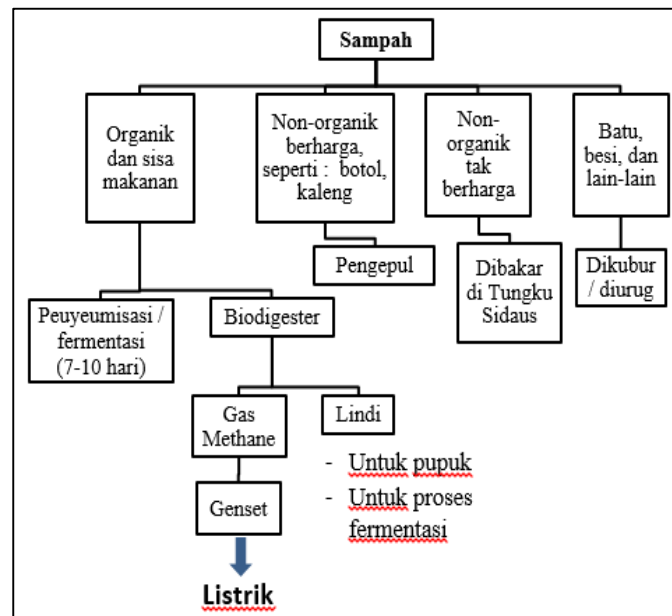 Sampah
Organik
dan sisa
makanan
Non-organik
berharga,
seperti : botol,
kaleng
Non-
organik
tak
berharga
Batu,
besi, dan
lain-lain
Pengepul
Dibakar
di Tungku
Sidaus
Dikubur
/ diurug
Peuyeumisasi /
fermentasi
(7-10 hari)
Biodigester
Gas
Methane
Lindi
- Untuk pupuk
- Untuk proses
fermentasi
Genset
Listrik